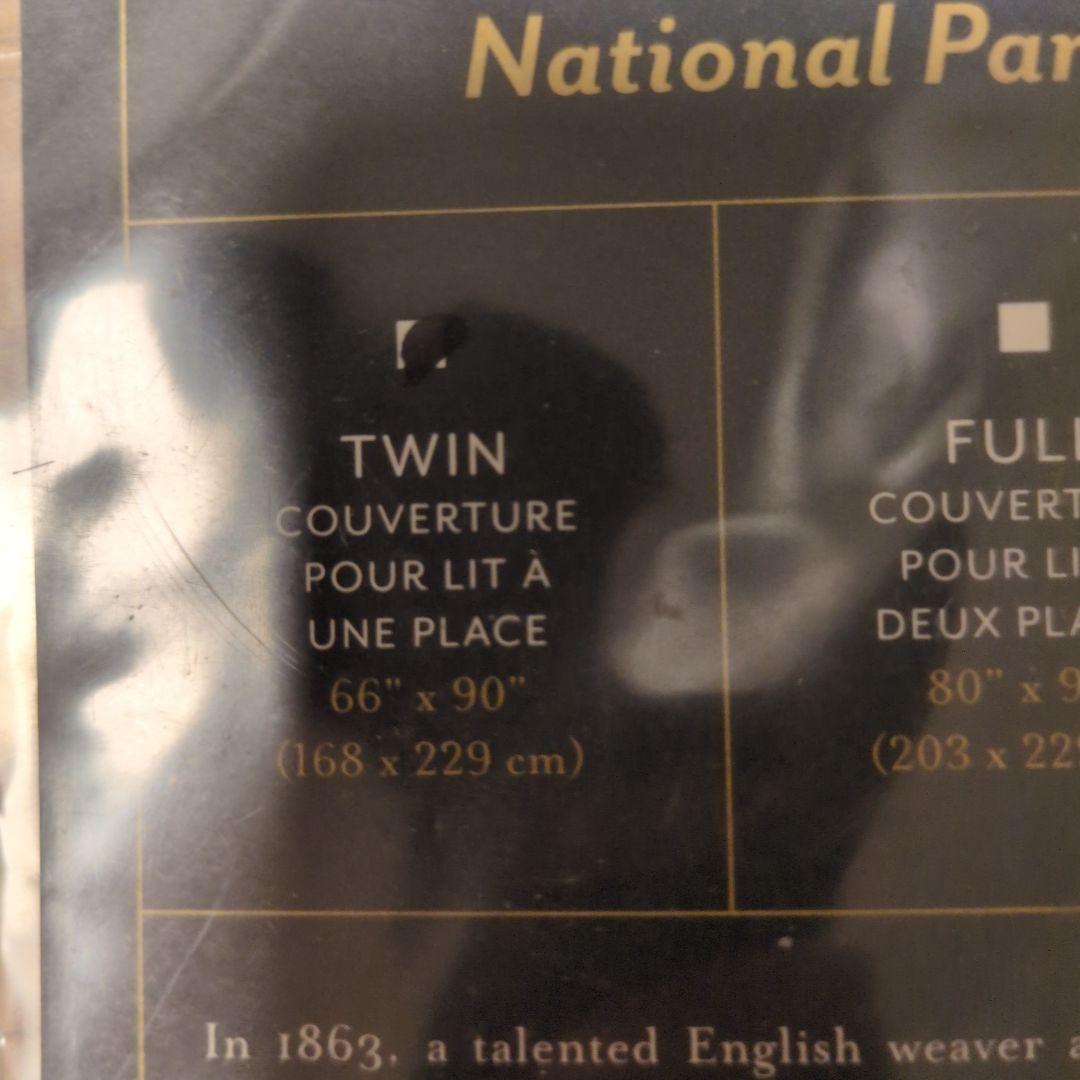 National Par
TWIN
COUVERTURE
POUR LIT À
UNE PLACE
66" x 90"
(168 x 229 cm)
FULL
COUVERT
POUR LI
DEUX PLA
80" x 9
(203 x 229
In 1863, a talented English weaver a